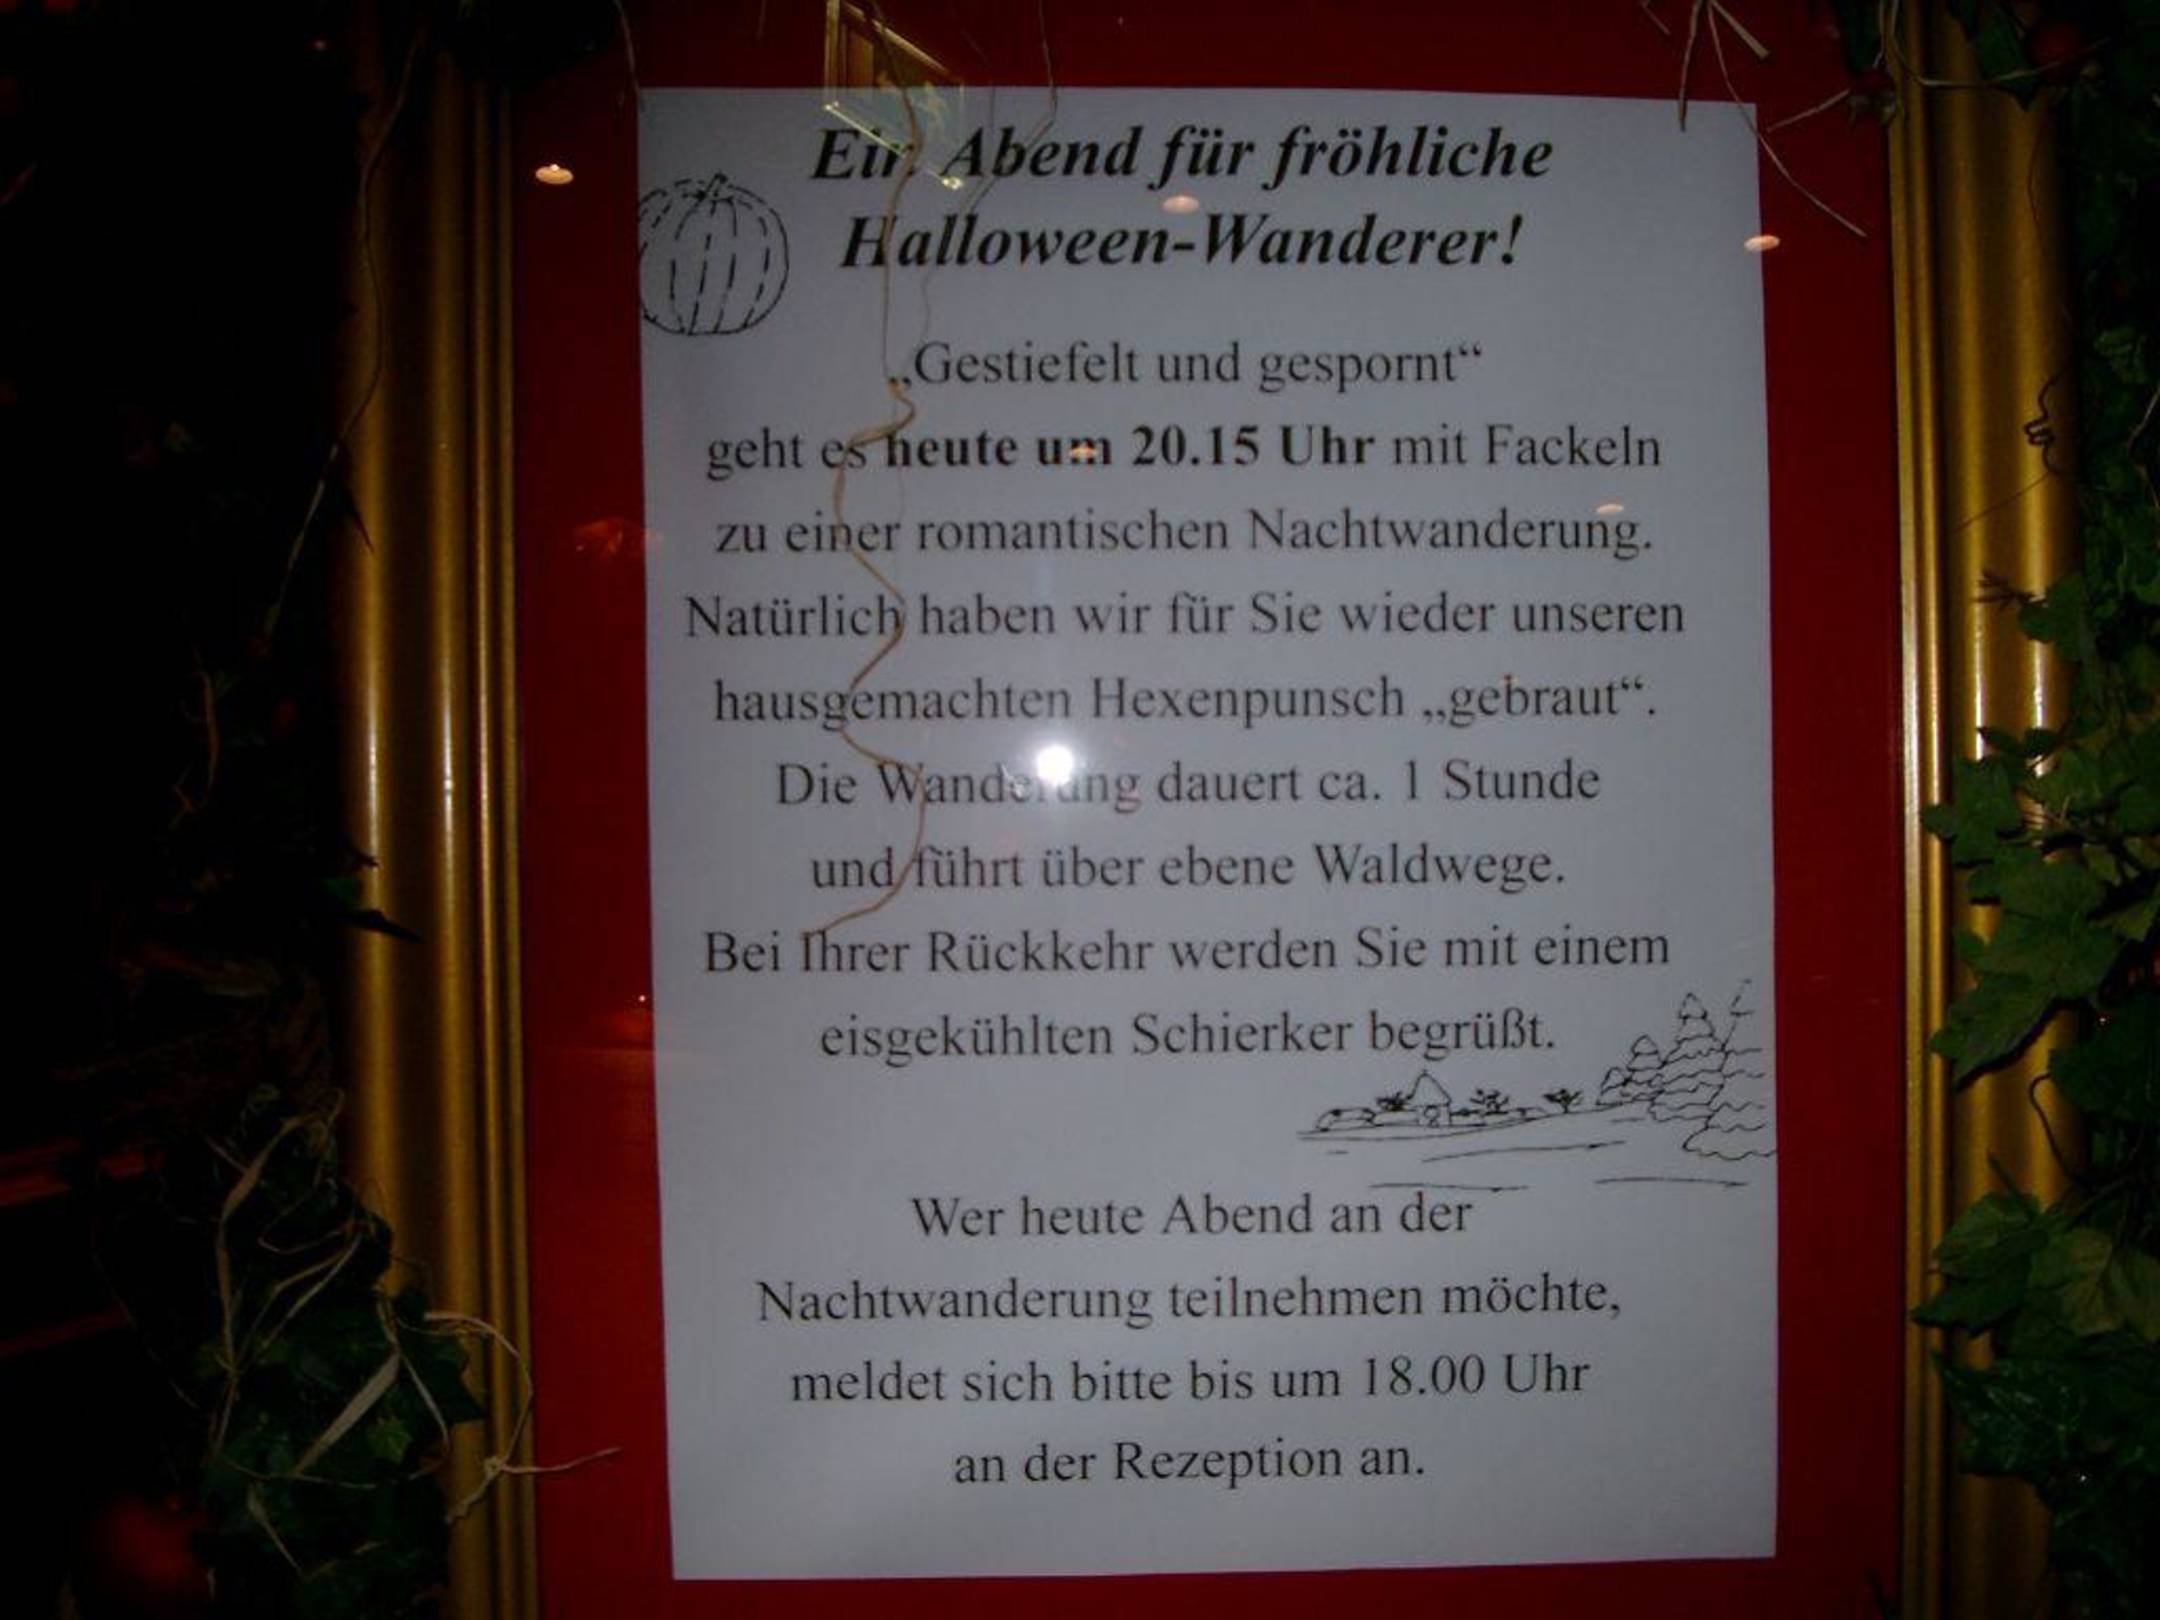 Ein Abend für fröhliche
Halloween-Wanderer!
„Gestiefelt und gespornt“
geht es heute um 20.15 Uhr mit Fackeln
zu einer romantischen Nachtwanderung.
Natürlich haben wir für Sie wieder unseren
hausgemachten Hexenpunsch „gebraut“.
Die Wanderung dauert ca. 1 Stunde
und führt über ebene Waldwege.
Bei Ihrer Rückkehr werden Sie mit einem
eisgekühlten Schierker begrüßt.
Wer heute Abend an der
Nachtwanderung teilnehmen möchte,
meldet sich bitte bis um 18.00 Uhr
an der Rezeption an.